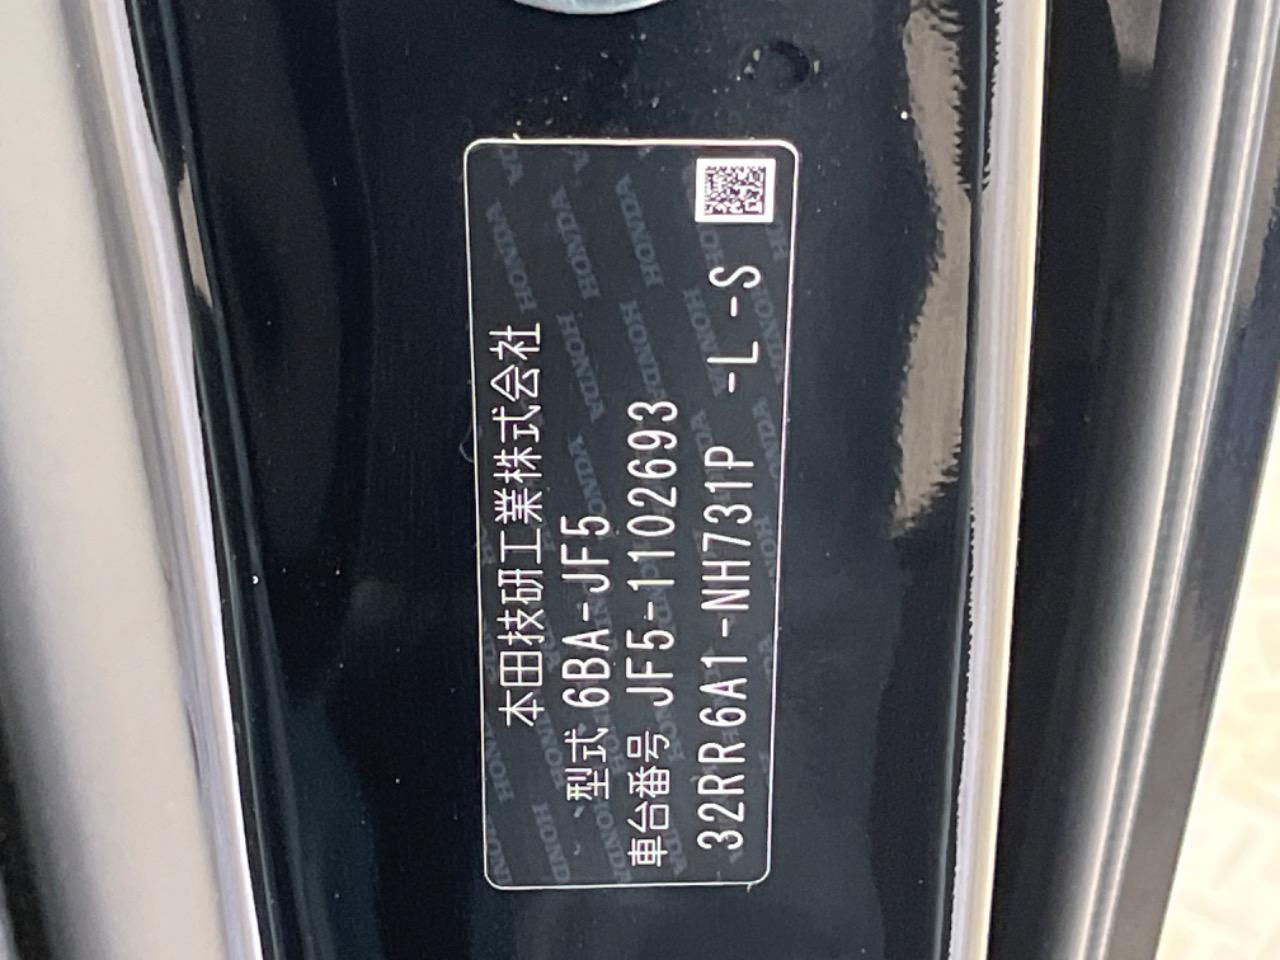 本田技研工業株式会社
型式 6BA-JF5
車台番号 JF5-1102693
32RR6A1-NH731P -L-S